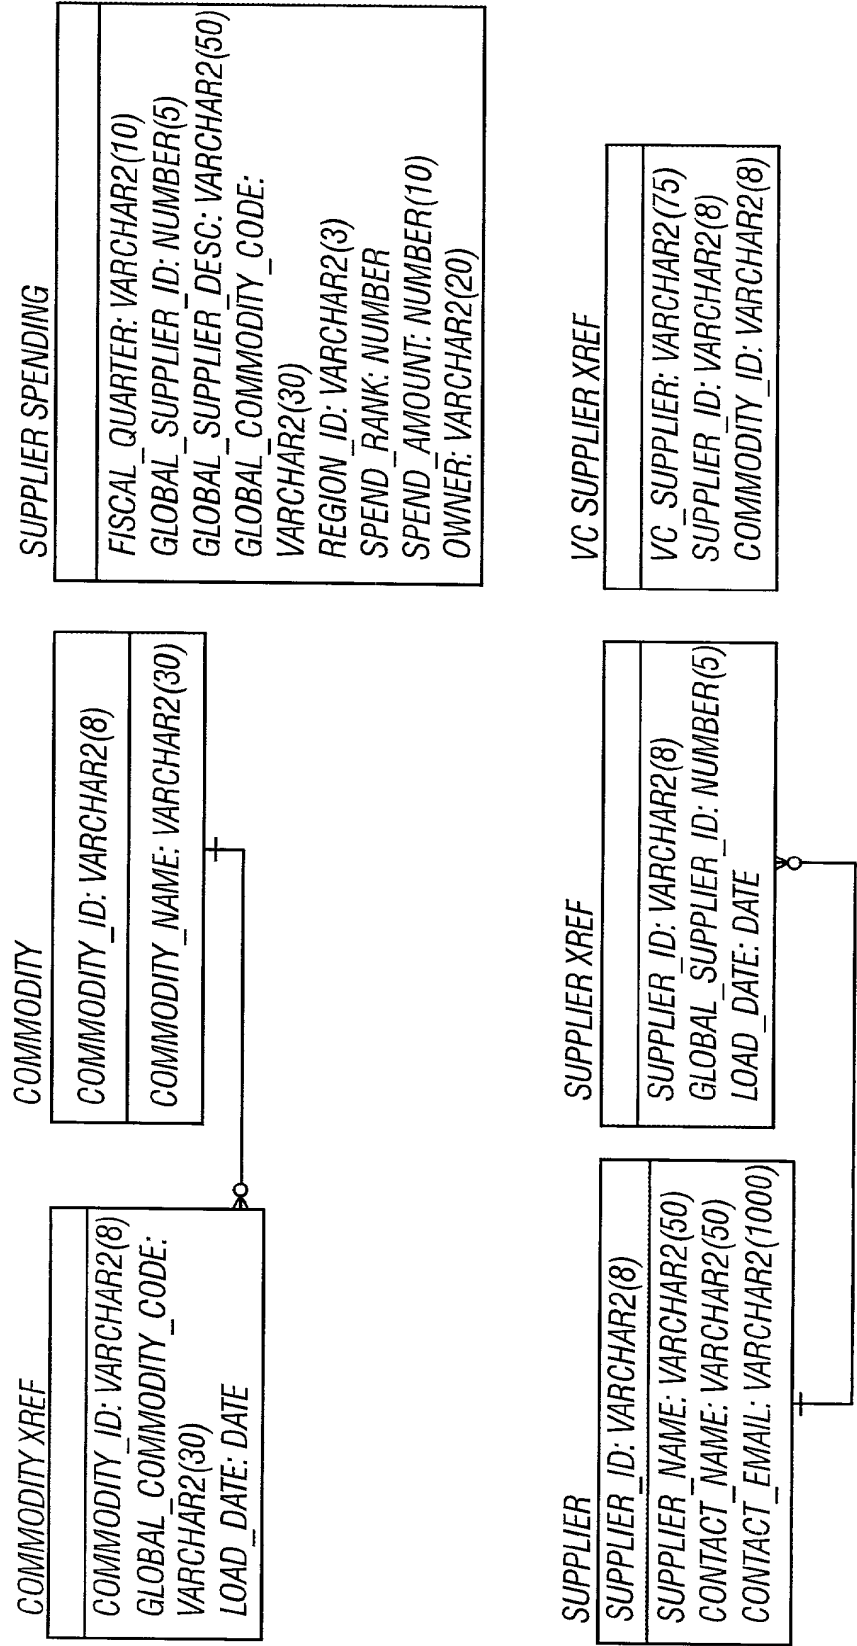 COMMODITY XREF
COMMODITY_ID: VARCHAR2(8)
GLOBAL_COMMODITY_CODE:
VARCHAR2(30)
LOAD_DATE: DATE
COMMODITY
COMMODITY_ID: VARCHAR2(8)
COMMODITY_NAME: VARCHAR2(30)
SUPPLIER SPENDING
FISCAL_QUARTER: VARCHAR2(10)
GLOBAL_SUPPLIER_ID: NUMBER(5)
GLOBAL_SUPPLIER_DESC: VARCHAR2(50)
GLOBAL_COMMODITY_CODE:
VARCHAR2(30)
REGION_ID: VARCHAR2(3)
SPEND_RANK: NUMBER
SPEND_AMOUNT: NUMBER(10)
OWNER: VARCHAR2(20)
SUPPLIER
SUPPLIER_ID: VARCHAR2(8)
SUPPLIER_NAME: VARCHAR2(50)
CONTACT_NAME: VARCHAR2(50)
CONTACT_EMAIL: VARCHAR2(1000)
SUPPLIER XREF
SUPPLIER_ID: VARCHAR2(8)
GLOBAL_SUPPLIER_ID: NUMBER(5)
LOAD_DATE: DATE
VC SUPPLIER XREF
VC_SUPPLIER: VARCHAR2(75)
SUPPLIER_ID: VARCHAR2(8)
COMMODITY_ID: VARCHAR2(8)